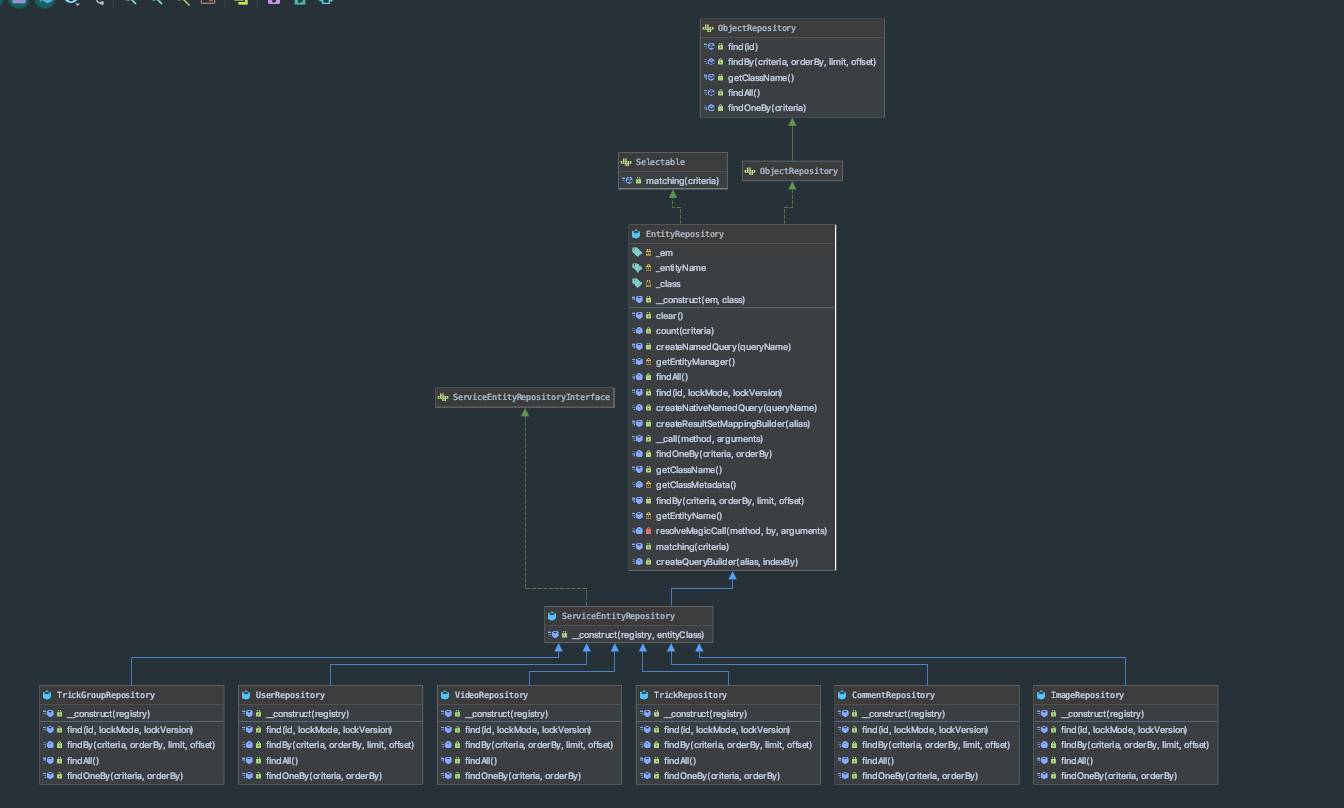 ObjectRepository
find(id)
findBy(criteria, orderBy, limit, offset)
getClassName()
findAll()
findOneBy(criteria)
Selectable
matching(criteria)
ObjectRepository
EntityRepository
_em
_entityName
_class
__construct(em, class)
clear()
count(criteria)
createNamedQuery(queryName)
getEntityManager()
findAll()
find(id, lockMode, lockVersion)
createNativeNamedQuery(queryName)
createResultSetMappingBuilder(alias)
__call(method, arguments)
findOneBy(criteria, orderBy)
getClassName()
getClassMetadata()
findBy(criteria, orderBy, limit, offset)
getEntityName()
resolveMagicCall(method, by, arguments)
matching(criteria)
createQueryBuilder(alias, indexBy)
ServiceEntityRepositoryInterface
ServiceEntityRepository
__construct(registry, entityClass)
TrickGroupRepository
__construct(registry)
find(id, lockMode, lockVersion)
findBy(criteria, orderBy, limit, offset)
findAll()
findOneBy(criteria, orderBy)
UserRepository
__construct(registry)
find(id, lockMode, lockVersion)
findBy(criteria, orderBy, limit, offset)
findAll()
findOneBy(criteria, orderBy)
VideoRepository
__construct(registry)
find(id, lockMode, lockVersion)
findBy(criteria, orderBy, limit, offset)
findAll()
findOneBy(criteria, orderBy)
TrickRepository
__construct(registry)
find(id, lockMode, lockVersion)
findBy(criteria, orderBy, limit, offset)
findAll()
findOneBy(criteria, orderBy)
CommentRepository
__construct(registry)
find(id, lockMode, lockVersion)
findBy(criteria, orderBy, limit, offset)
findAll()
findOneBy(criteria, orderBy)
ImageRepository
__construct(registry)
find(id, lockMode, lockVersion)
findBy(criteria, orderBy, limit, offset)
findAll()
findOneBy(criteria, orderBy)